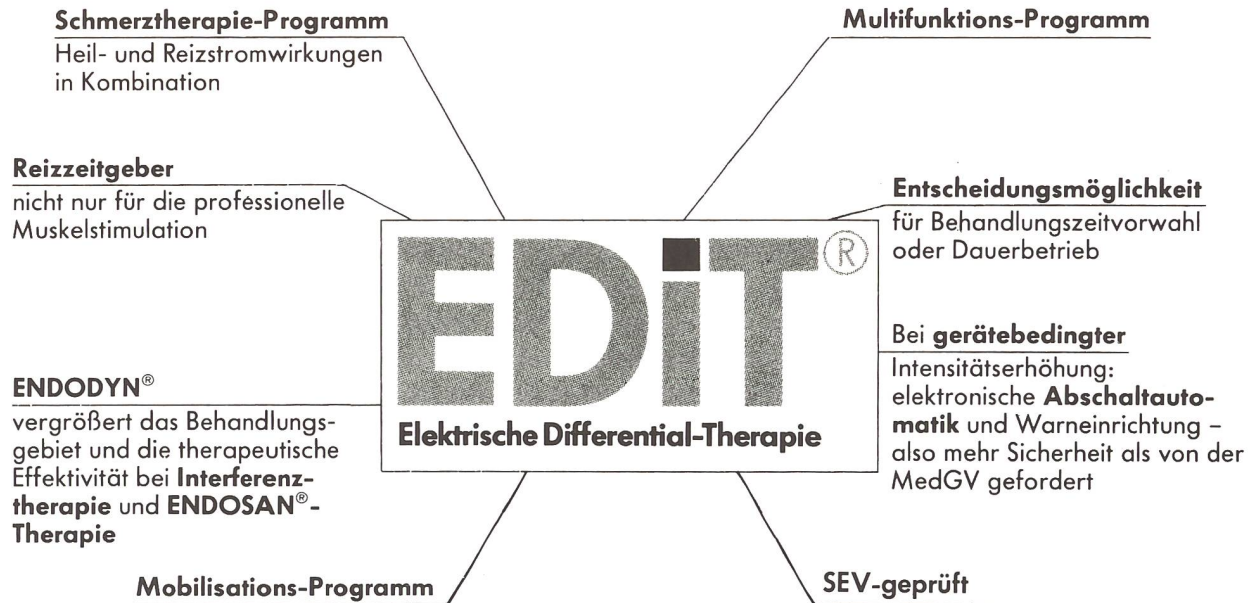 Schmerztherapie-Programm
Heil- und Reizstromwirkungen
in Kombination
Multifunktions-Programm
Reizzeitgeber
nicht nur für die professionelle
Muskelstimulation
Entscheidungsmöglichkeit
für Behandlungszeitvorwahl
oder Dauerbetrieb
EDiT®
Elektrische Differential-Therapie
Bei gerätebedingter
Intensitätserhöhung:
elektronische Abschaltauto-
matik und Warneinrichtung –
also mehr Sicherheit als von der
MedGV gefordert
ENDODYN®
vergrößert das Behandlungs-
gebiet und die therapeutische
Effektivität bei Interferenz-
therapie und ENDOSAN®-
Therapie
Mobilisations-Programm
SEV-geprüft